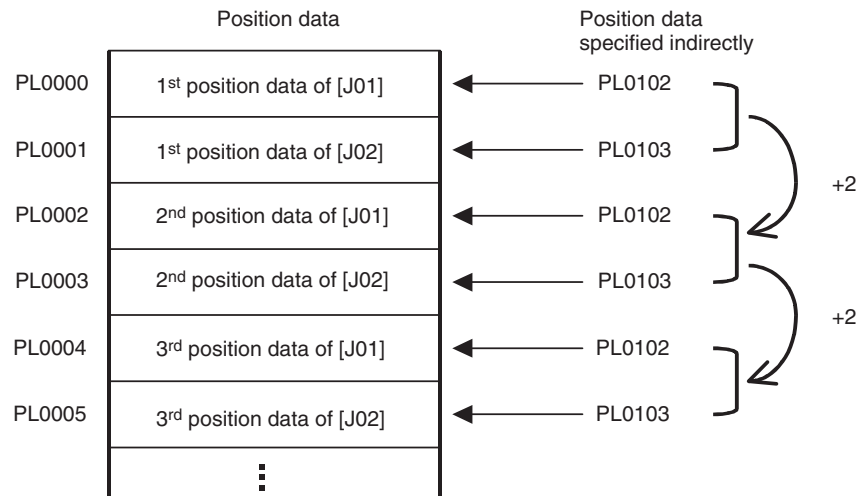 Position data
Position data
specified indirectly
PL0000 1st position data of [J01] PL0102
PL0001 1st position data of [J02] PL0103
+2
PL0002 2nd position data of [J01] PL0102
PL0003 2nd position data of [J02] PL0103
+2
PL0004 3rd position data of [J01] PL0102
PL0005 3rd position data of [J02] PL0103